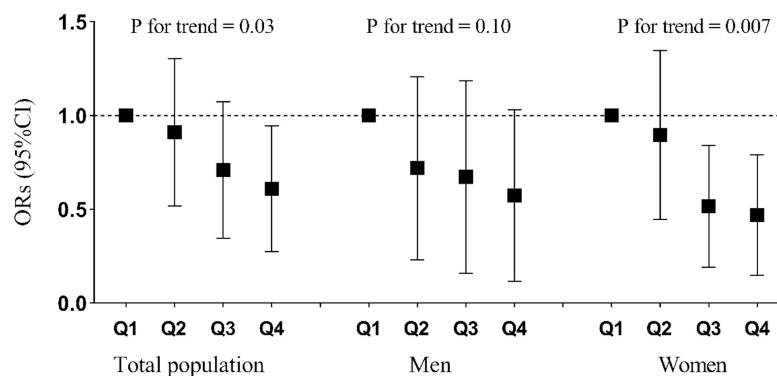 P for trend = 0.03 P for trend = 0.10 P for trend = 0.007
ORs (95%CI)
1.5
1.0
0.5
0.0
Q1 Q2 Q3 Q4 Q1 Q2 Q3 Q4 Q1 Q2 Q3 Q4
Total population Men Women